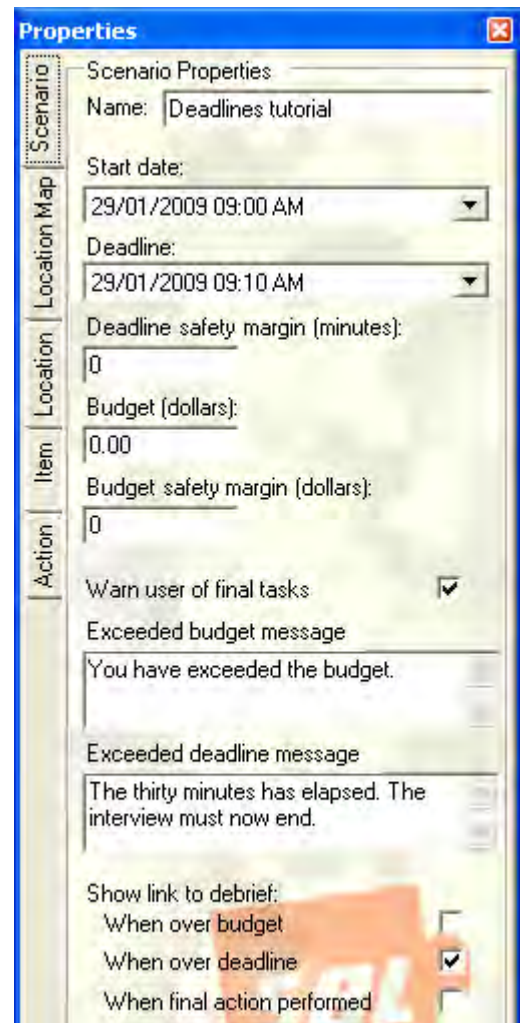 Properties
Scenario
Location Map
Location
Item
Action
Scenario Properties
Name: Deadlines tutorial
Start date:
29/01/2009 09:00 AM
Deadline:
29/01/2009 09:10 AM
Deadline safety margin (minutes):
0
Budget (dollars):
0.00
Budget safety margin (dollars):
0
Warn user of final tasks
Exceeded budget message
You have exceeded the budget.
Exceeded deadline message
The thirty minutes has elapsed. The
interview must now end.
Show link to debrief:
When over budget
When over deadline
When final action performed